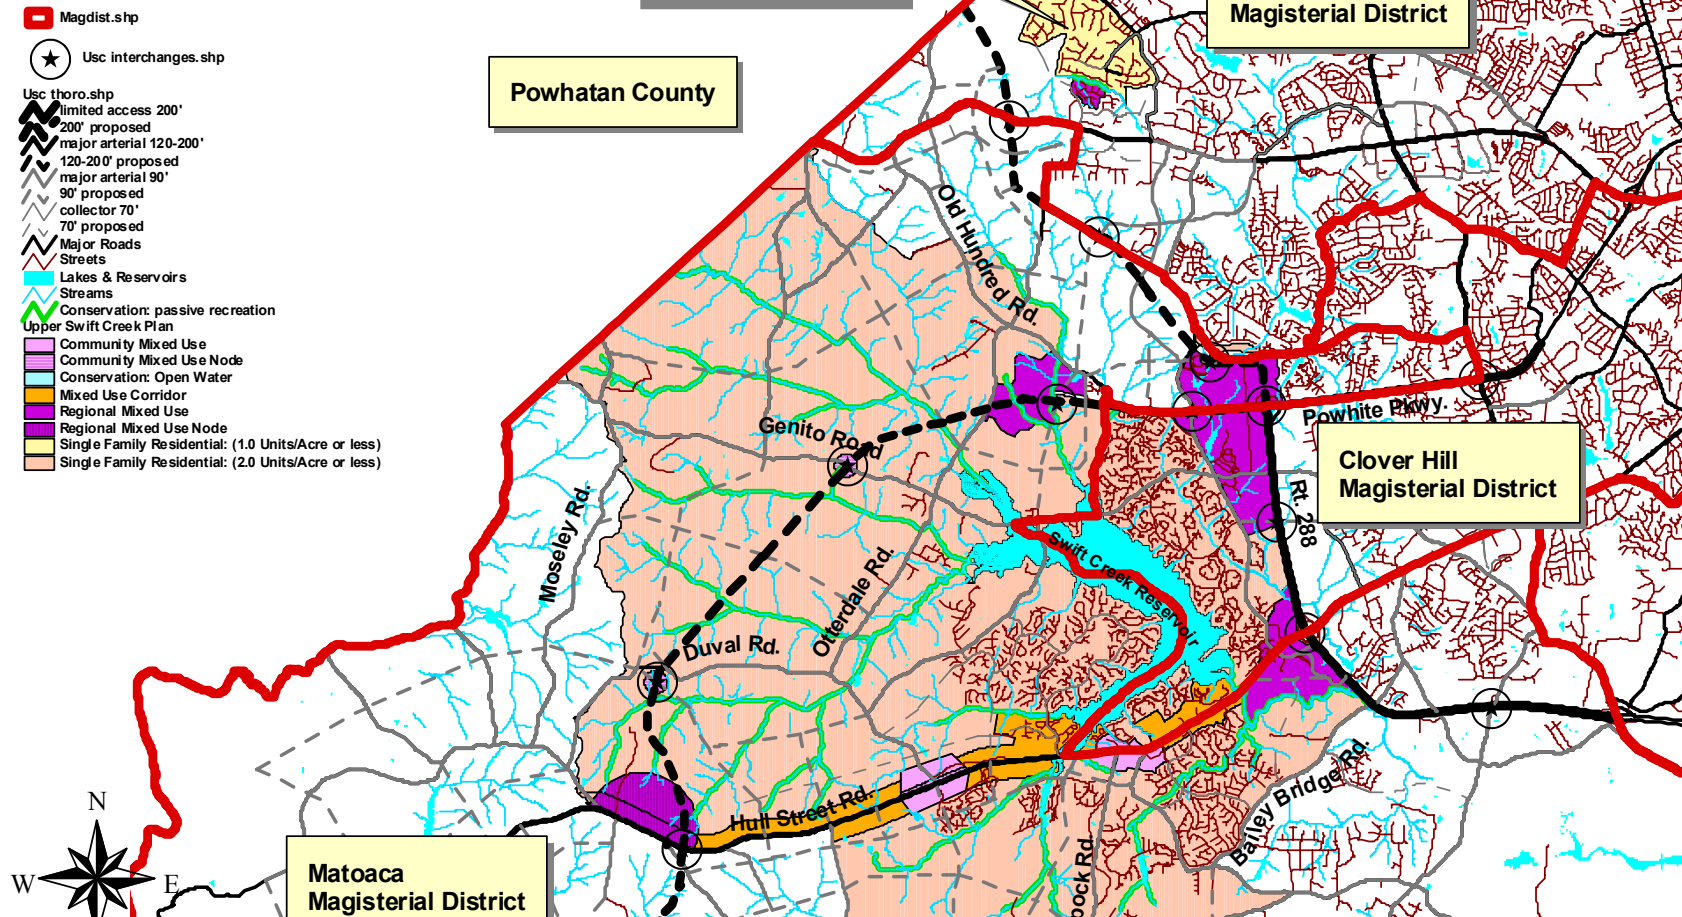 Magdist.shp
Usc interchanges.shp
Usc thoro.shp
limited access 200'
200' proposed
major arterial 120-200'
120-200' proposed
major arterial 90'
90' proposed
collector 70'
70' proposed
Major Roads
Streets
Lakes & Reservoirs
Streams
Conservation: passive recreation
Upper Swift Creek Plan
Community Mixed Use
Community Mixed Use Node
Conservation: Open Water
Mixed Use Corridor
Regional Mixed Use
Regional Mixed Use Node
Single Family Residential: (1.0 Units/Acre or less)
Single Family Residential: (2.0 Units/Acre or less)
Magisterial District
Powhatan County
Old Hundred Rd.
Powhite Pkwy.
Genito Road
Clover Hill
Magisterial District
Rt. 288
Moseley Rd.
Swift Creek Reservoir
Otterdale Rd.
Duval Rd.
Hull Street Rd.
Bailey Bridge Rd.
ock Rd.
Matoaca
Magisterial District
N
W
E